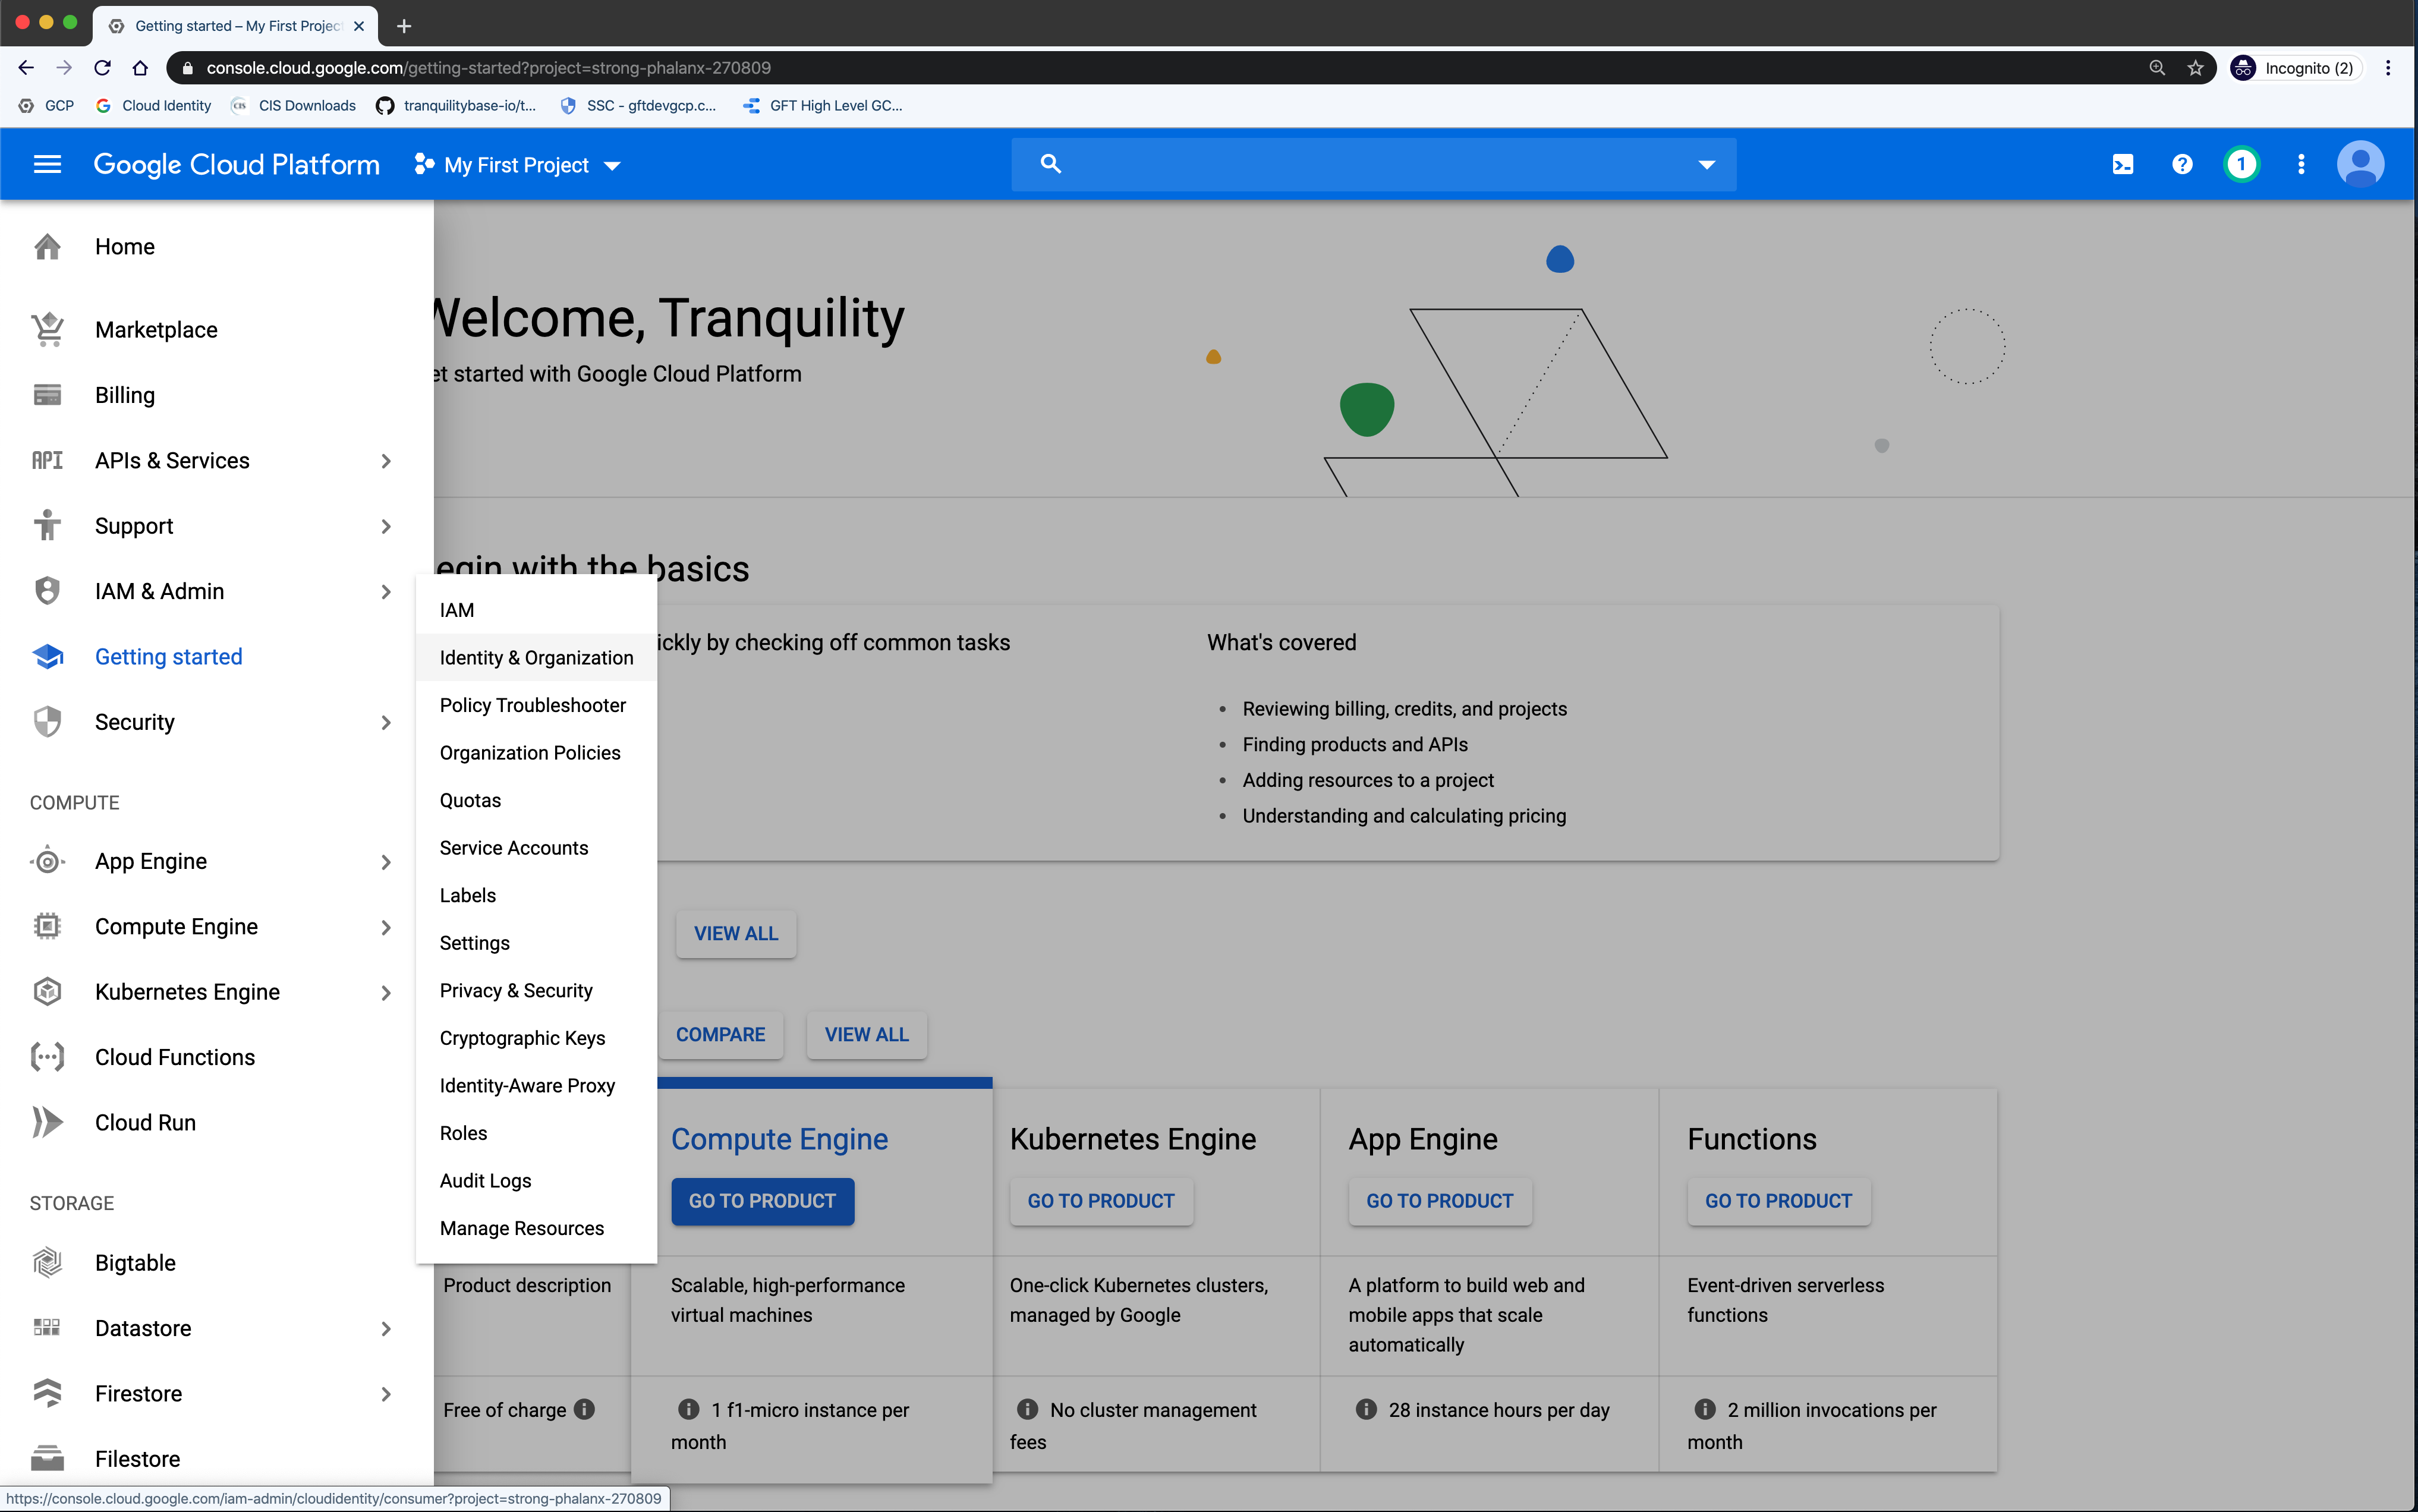 Getting started – My First Projec
console.cloud.google.com/getting-started?project=strong-phalanx-270809
Incognito (2)
GCP
Cloud Identity
CIS
CIS Downloads
tranquilitybase-io/t...
SSC - gftdevgcp.c...
GFT High Level GC...
Google Cloud Platform
My First Project
1
Home
Marketplace
Billing
API
APIs & Services
Support
IAM & Admin
Getting started
Security
COMPUTE
App Engine
Compute Engine
Kubernetes Engine
Cloud Functions
Cloud Run
STORAGE
Bigtable
Datastore
Firestore
Filestore
IAM
Identity & Organization
Policy Troubleshooter
Organization Policies
Quotas
Service Accounts
Labels
Settings
Privacy & Security
Cryptographic Keys
Identity-Aware Proxy
Roles
Audit Logs
Manage Resources
Welcome, Tranquility
et started with Google Cloud Platform
egin with the basics
ickly by checking off common tasks
What's covered
• Reviewing billing, credits, and projects
• Finding products and APIs
• Adding resources to a project
• Understanding and calculating pricing
VIEW ALL
COMPARE
VIEW ALL
Compute Engine
Kubernetes Engine
App Engine
Functions
GO TO PRODUCT
GO TO PRODUCT
GO TO PRODUCT
GO TO PRODUCT
Product description
Scalable, high-performance
virtual machines
One-click Kubernetes clusters,
managed by Google
A platform to build web and
mobile apps that scale
automatically
Event-driven serverless
functions
Free of charge
1 f1-micro instance per
month
No cluster management
fees
28 instance hours per day
2 million invocations per
month
https://console.cloud.google.com/iam-admin/cloudidentity/consumer?project=strong-phalanx-270809